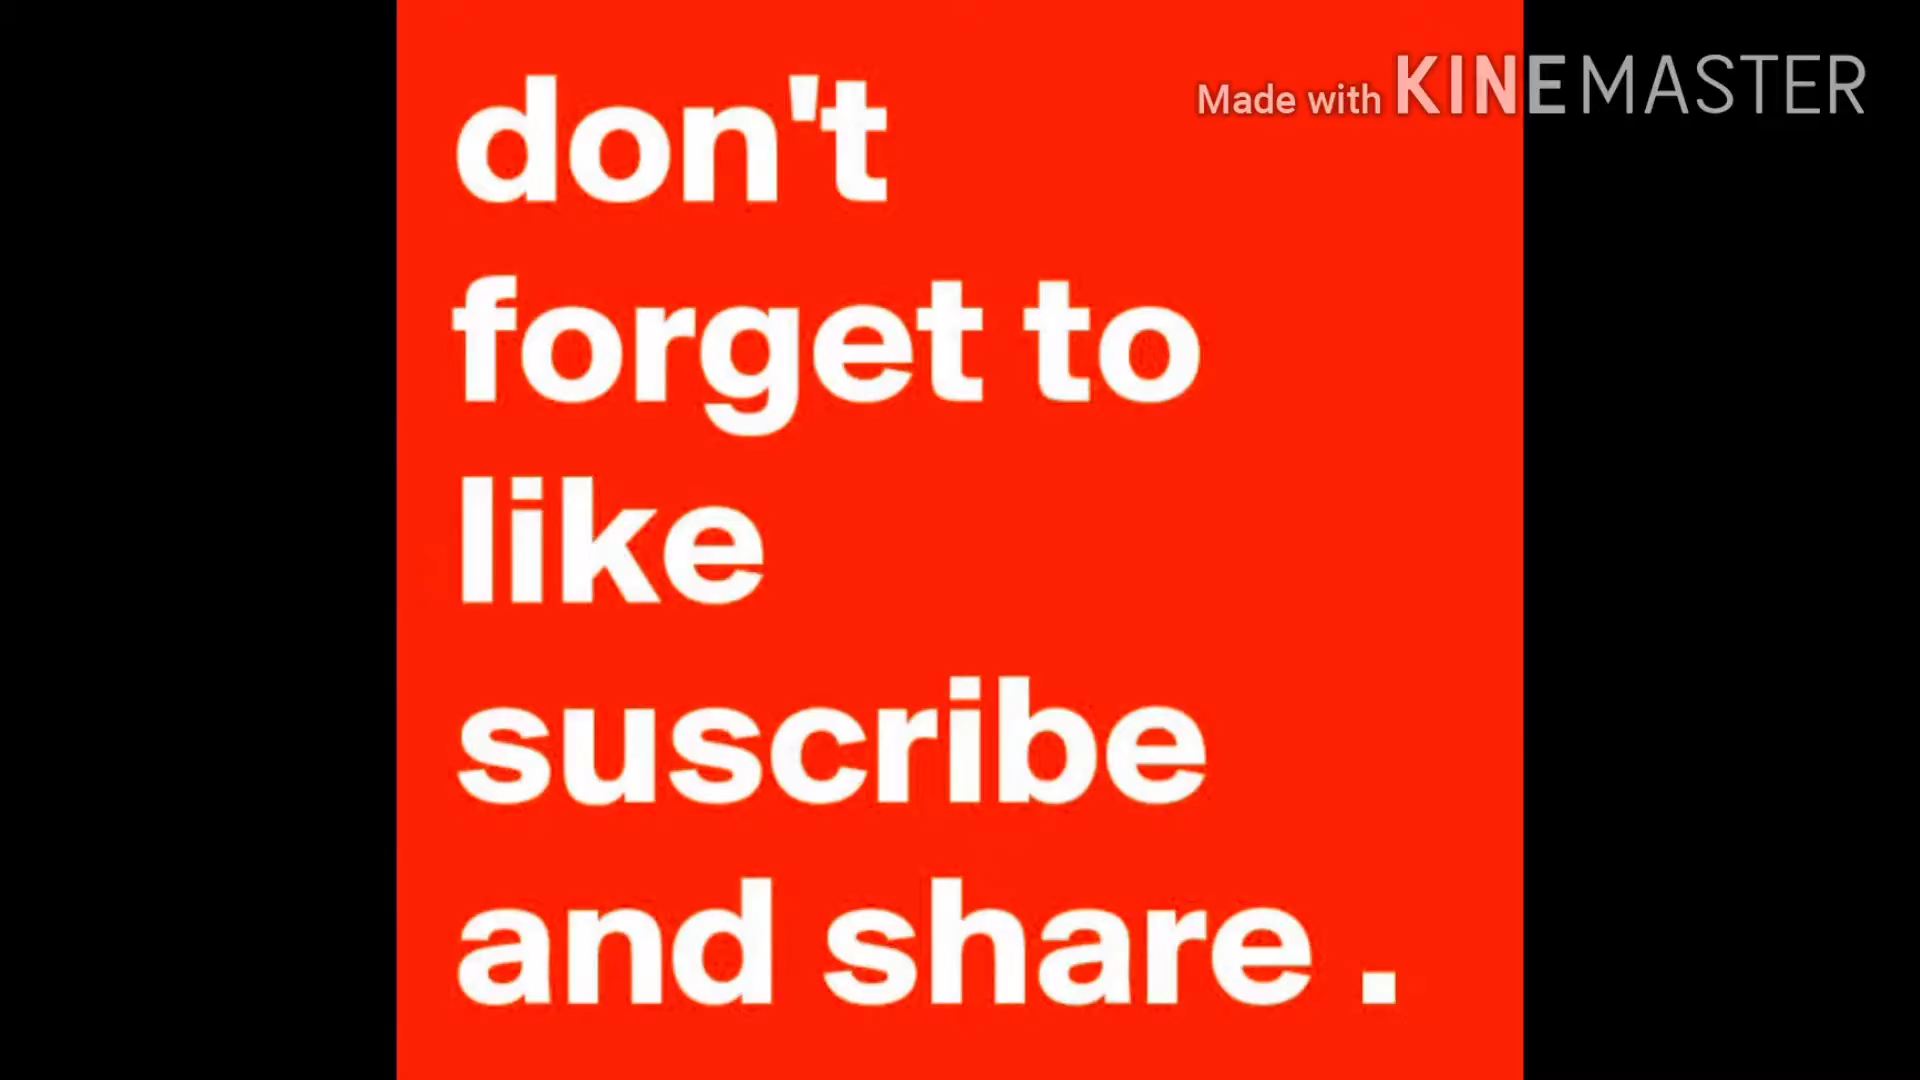 don't
Made with KINEMASTER
forget to
like
suscribe
and share .